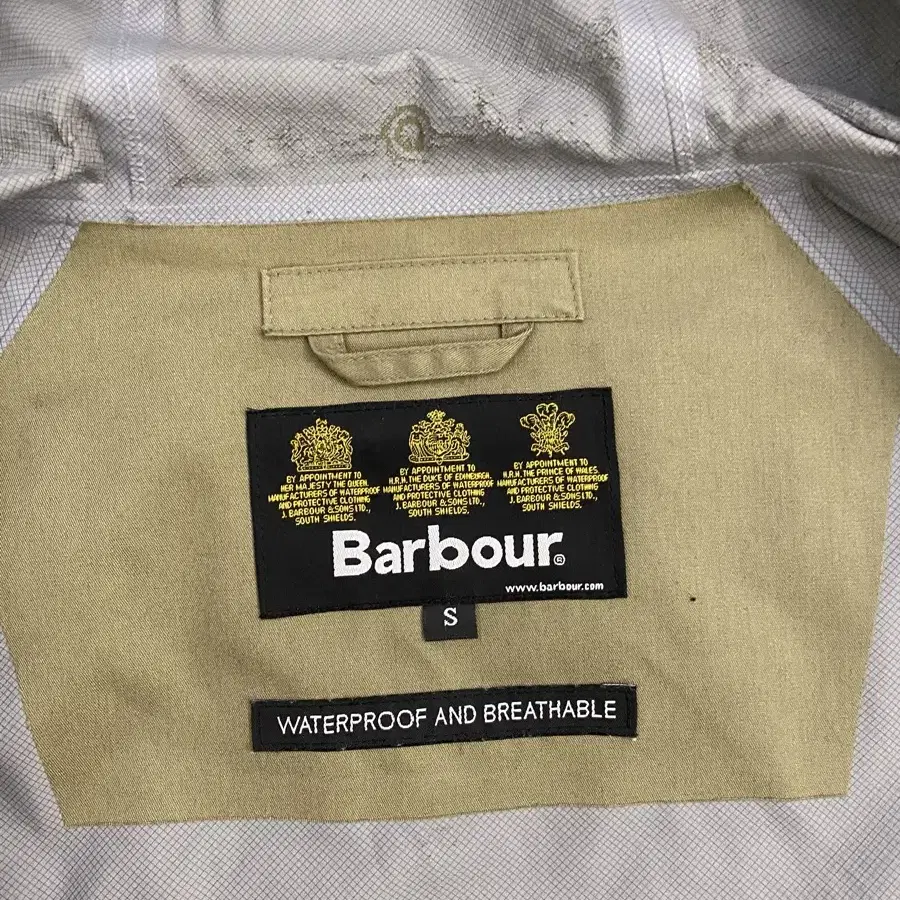 BY APPOINTMENT TO
HER MAJESTY THE QUEEN,
MANUFACTURERS OF WATERPROOF
AND PROTECTIVE CLOTHING
J. BARBOUR & SONS LTD.,
SOUTH SHIELDS.
BY APPOINTMENT TO
H.R.H. THE DUKE OF EDINBURGH,
MANUFACTURERS OF WATERPROOF
AND PROTECTIVE CLOTHING
J. BARBOUR & SONS LTD.,
SOUTH SHIELDS.
BY APPOINTMENT TO
H.R.H. THE PRINCE OF WALES,
MANUFACTURERS OF WATERPROOF
AND PROTECTIVE CLOTHING
J. BARBOUR & SONS LTD.,
SOUTH SHIELDS.
Barbour®
www.barbour.com
S
WATERPROOF AND BREATHABLE